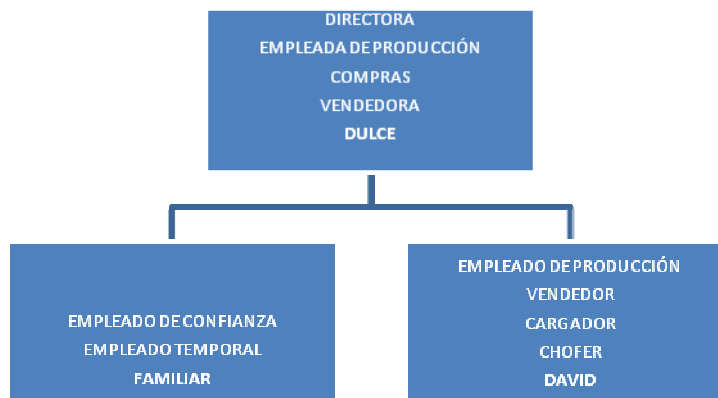 DIRECTORA
EMPLEADA DE PRODUCCIÓN
COMPRAS
VENDEDORA
DULCE
EMPLEADO DE CONFIANZA
EMPLEADO TEMPORAL
FAMILIAR
EMPLEADO DE PRODUCCIÓN
VENDEDOR
CARGADOR
CHOFER
DAVID